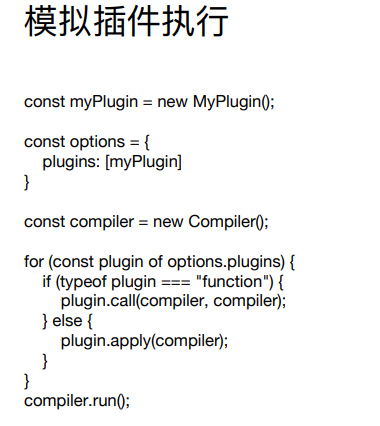 模拟插件执行
const myPlugin = new MyPlugin();
const options = {
plugins: [myPlugin]
}
const compiler = new Compiler();
for (const plugin of options.plugins) {
if (typeof plugin === "function") {
plugin.call(compiler, compiler);
} else {
plugin.apply(compiler);
}
}
compiler.run();